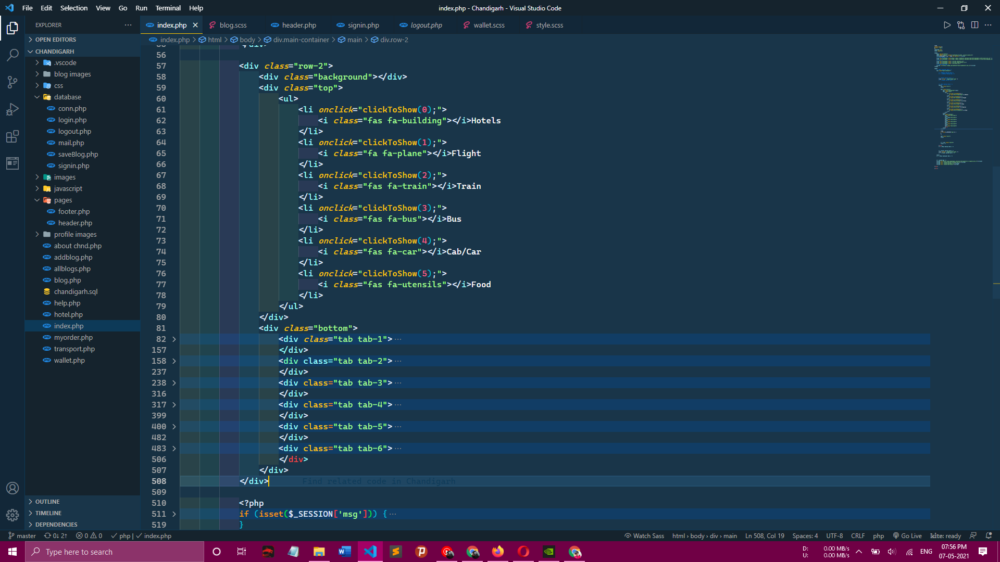 File Edit Selection View Go Run Terminal Help
index.php - Chandigarh - Visual Studio Code
EXPLORER
index.php blog.scss header.php signin.php logout.php wallet.scss style.scss
index.php > html > body > div.main-container > main > div.row-2
OPEN EDITORS
CHANDIGARH
.vscode
blog images
css
database
conn.php
login.php
logout.php
mail.php
saveBlog.php
signin.php
images
javascript
pages
footer.php
header.php
profile images
about chnd.php
addblog.php
allblogs.php
blog.php
chandigarh.sql
help.php
hotel.php
index.php
myorder.php
transport.php
wallet.php
OUTLINE
TIMELINE
DEPENDENCIES
56
57 <div class="row-2">
58 <div class="background"></div>
59 <div class="top">
60 <ul>
61 <li onclick="clickToShow(0);">
62 <i class="fas fa-building"></i>Hotels
63 </li>
64 <li onclick="clickToShow(1);">
65 <i class="fa fa-plane"></i>Flight
66 </li>
67 <li onclick="clickToShow(2);">
68 <i class="fas fa-train"></i>Train
69 </li>
70 <li onclick="clickToShow(3);">
71 <i class="fas fa-bus"></i>Bus
72 </li>
73 <li onclick="clickToShow(4);">
74 <i class="fas fa-car"></i>Cab/Car
75 </li>
76 <li onclick="clickToShow(5);">
77 <i class="fas fa-utensils"></i>Food
78 </li>
79 </ul>
80 </div>
81 <div class="bottom">
82 <div class="tab tab-1">···
157 </div>
158 <div class="tab tab-2">···
237 </div>
238 <div class="tab tab-3">···
316 </div>
317 <div class="tab tab-4">···
399 </div>
400 <div class="tab tab-5">···
482 </div>
483 <div class="tab tab-6">···
506 </div>
507 </div>
508 </div> Find related code in Chandigarh
509
510 <?php
511 if (isset($_SESSION['msg'])) {···
519 }
master 0↓ 2↑ 0 0 php | index.php
Watch Sass html › body › div › main Ln 508, Col 19 Spaces: 4 UTF-8 CRLF php Go Live kite: ready
Type here to search
D: 0.00 MB/s
U: 0.00 MB/s
ENG
07:56 PM
07-05-2021